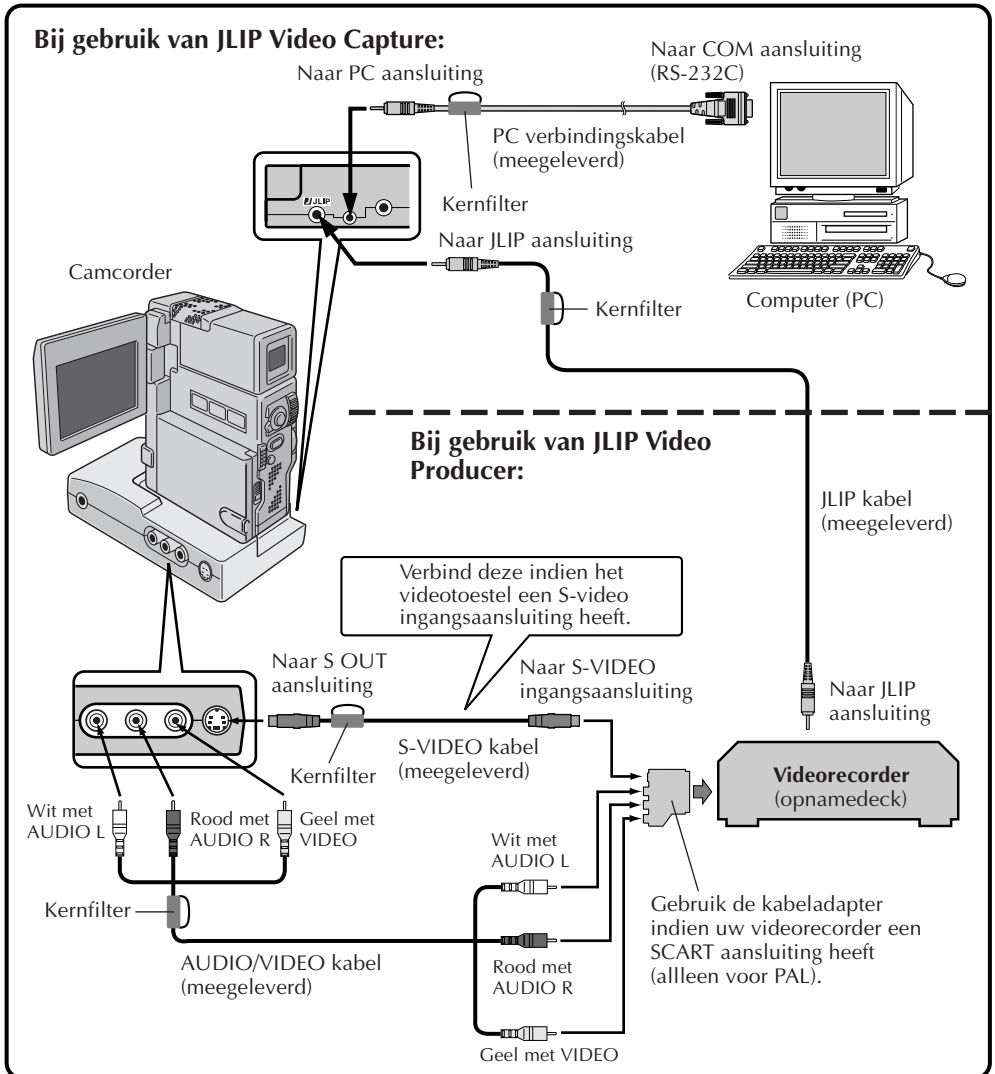 Bij gebruik van JLIP Video Capture:
Naar PC aansluiting
Naar COM aansluiting
(RS-232C)
PC verbindingskabel
(meegeleverd)
Kernfilter
JLIP
Naar JLIP aansluiting
Camcorder
Kernfilter
Computer (PC)
Bij gebruik van JLIP Video
Producer:
JLIP kabel
(meegeleverd)
Verbind deze indien het
videotoestel een S-video
ingangsaansluiting heeft.
Naar S OUT
aansluiting
Naar S-VIDEO
ingangsaansluiting
Naar JLIP
aansluiting
Kernfilter
S-VIDEO kabel
(meegeleverd)
Videorecorder
(opnamedeck)
Wit met
AUDIO L
Rood met
AUDIO R
Geel met
VIDEO
Wit met
AUDIO L
Kernfilter
Gebruik de kabeladapter
indien uw videorecorder een
SCART aansluiting heeft
(allleen voor PAL).
AUDIO/VIDEO kabel
(meegeleverd)
Rood met
AUDIO R
Geel met VIDEO